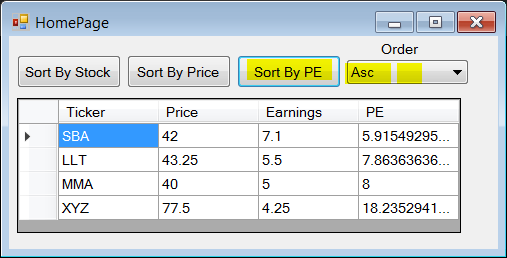 HomePage
Order
Sort By Stock Sort By Price Sort By PE Asc
Ticker Price Earnings PE
SBA 42 7.1 5.91549295...
LLT 43.25 5.5 7.86363636...
MMA 40 5 8
XYZ 77.5 4.25 18.2352941...